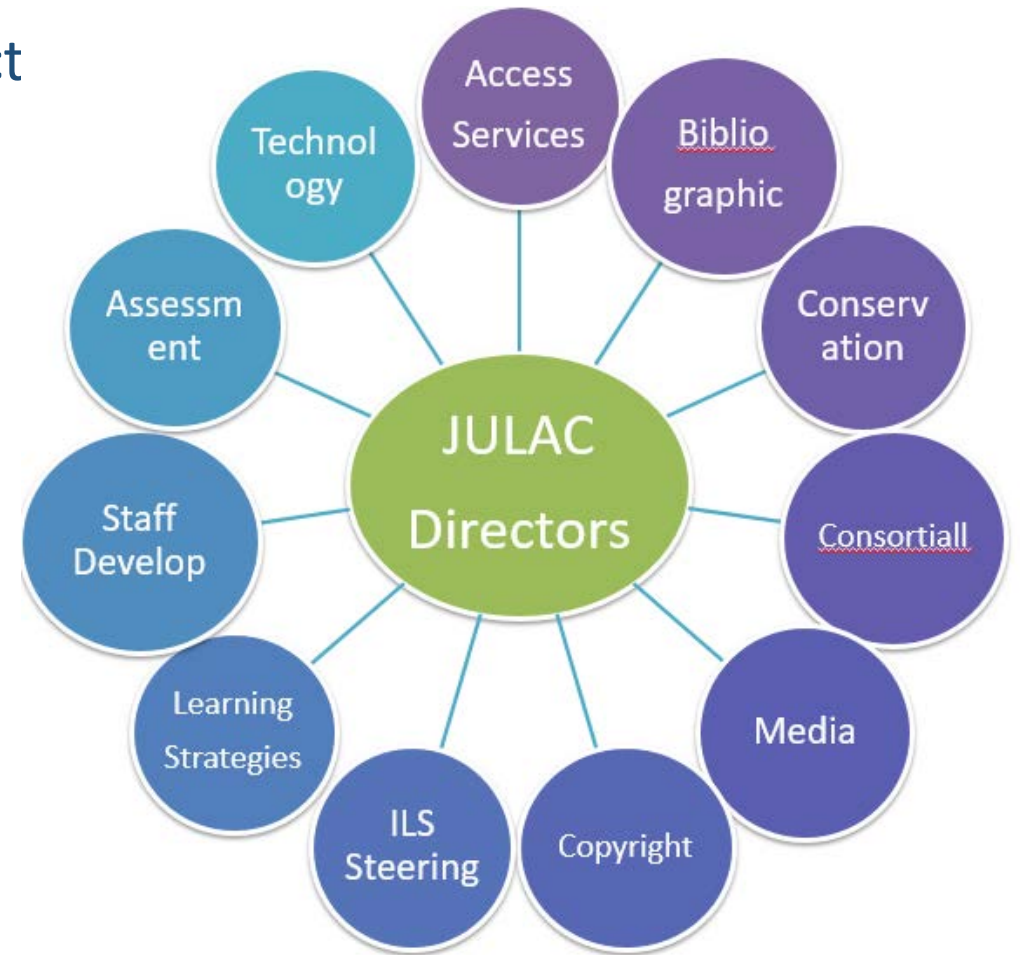 ct
Access
Services
Biblio
graphic
Conserv
ation
Consortiall
Media
Copyright
ILS
Steering
Learning
Strategies
Staff
Develop
Assessm
ent
Technol
ogy
JULAC
Directors